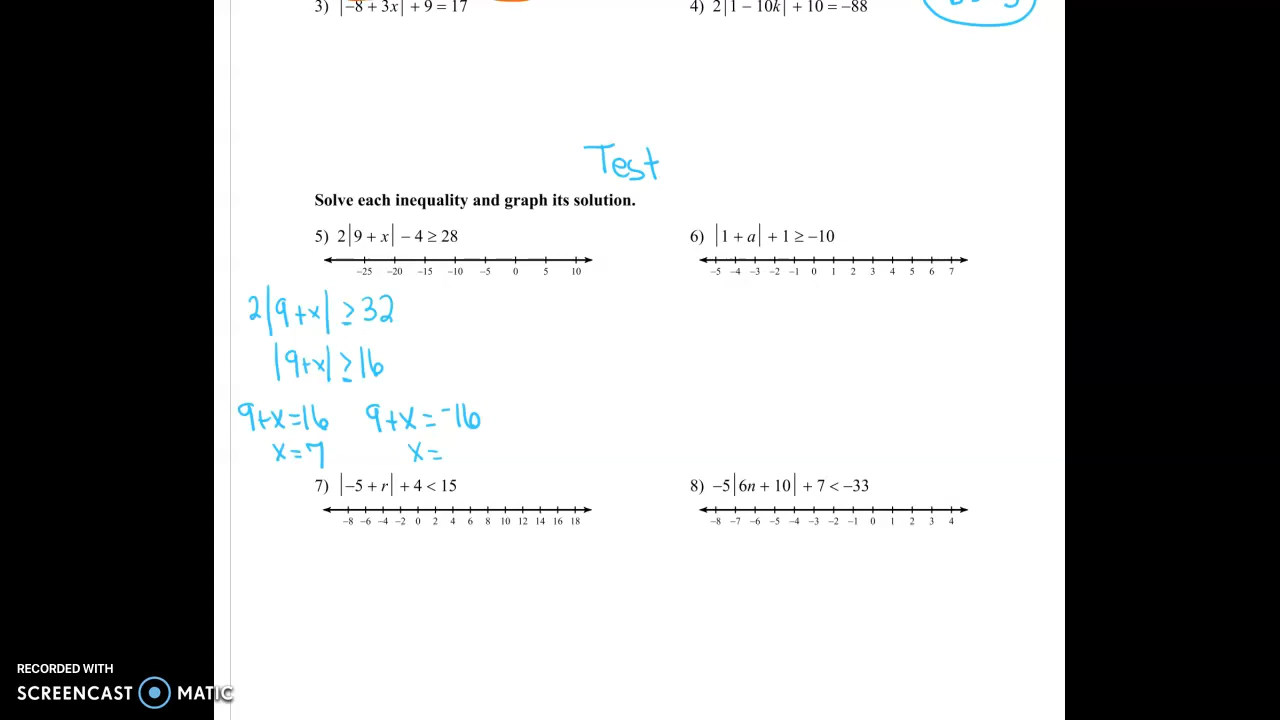 3) |−8 + 3x| + 9 = 17
4) 2|1 − 10k| + 10 = −88
Test
Solve each inequality and graph its solution.
5) 2|9 + x| − 4 ≥ 28
6) |1 + a| + 1 ≥ −10
−25 −20 −15 −10 −5 0 5 10
−5 −4 −3 −2 −1 0 1 2 3 4 5 6 7
2|9+x| ≥ 32
|9+x| ≥ 16
9+x=16 9+x=-16
x=7 x=
7) |−5 + r| + 4 < 15
8) −5|6n + 10| + 7 < −33
−8 −6 −4 −2 0 2 4 6 8 10 12 14 16 18
−8 −7 −6 −5 −4 −3 −2 −1 0 1 2 3 4
RECORDED WITH
SCREENCAST MATIC